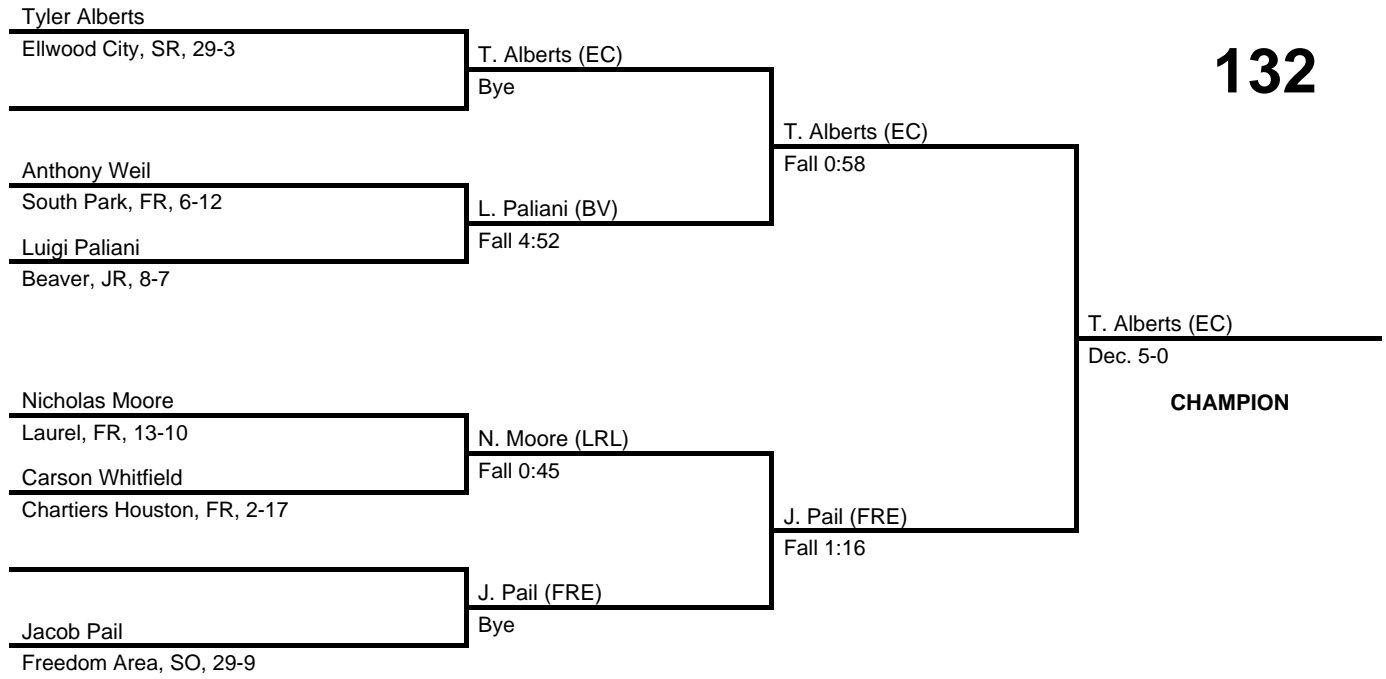 Tyler Alberts
Ellwood City, SR, 29-3
T. Alberts (EC)
Bye
132
T. Alberts (EC)
Fall 0:58
Anthony Weil
South Park, FR, 6-12
L. Paliani (BV)
Fall 4:52
Luigi Paliani
Beaver, JR, 8-7
T. Alberts (EC)
Dec. 5-0
CHAMPION
Nicholas Moore
Laurel, FR, 13-10
N. Moore (LRL)
Fall 0:45
Carson Whitfield
Chartiers Houston, FR, 2-17
J. Pail (FRE)
Fall 1:16
J. Pail (FRE)
Bye
Jacob Pail
Freedom Area, SO, 29-9